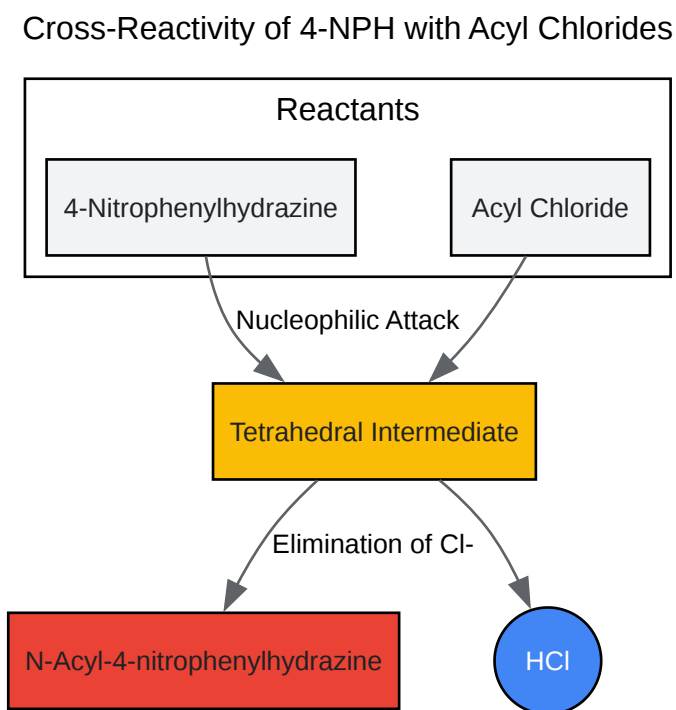 Cross-Reactivity of 4-NPH with Acyl Chlorides
Reactants
4-Nitrophenylhydrazine
Acyl Chloride
Nucleophilic Attack
Tetrahedral Intermediate
Elimination of Cl-
N-Acyl-4-nitrophenylhydrazine
HCl